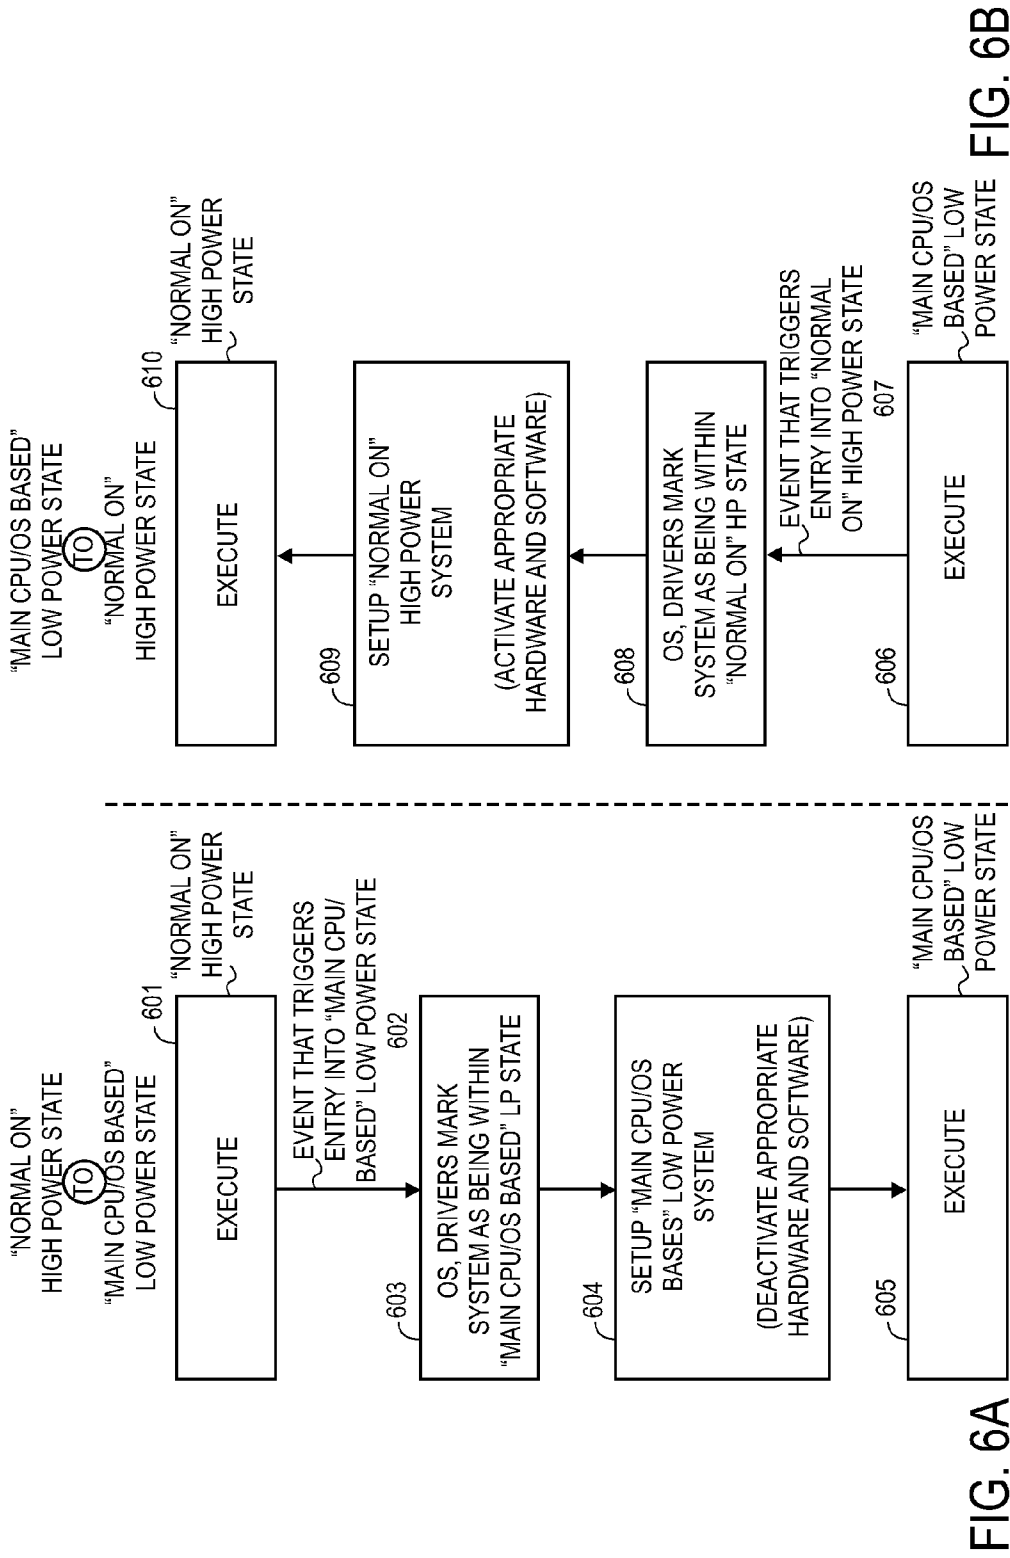 "NORMAL ON"
HIGH POWER STATE
TO
"MAIN CPU/OS BASED"
LOW POWER STATE
601
"NORMAL ON"
HIGH POWER
STATE
EXECUTE
EVENT THAT TRIGGERS
ENTRY INTO "MAIN CPU/
BASED" LOW POWER STATE
602
603
OS, DRIVERS MARK
SYSTEM AS BEING WITHIN
"MAIN CPU/OS BASED" LP STATE
604
SETUP "MAIN CPU/OS
BASES" LOW POWER
SYSTEM
(DEACTIVATE APPROPRIATE
HARDWARE AND SOFTWARE)
605
EXECUTE
"MAIN CPU/OS
BASED" LOW
POWER STATE
FIG. 6A
"MAIN CPU/OS BASED"
LOW POWER STATE
TO
"NORMAL ON"
HIGH POWER STATE
610
"NORMAL ON"
HIGH POWER
STATE
EXECUTE
609
SETUP "NORMAL ON"
HIGH POWER
SYSTEM
(ACTIVATE APPROPRIATE
HARDWARE AND SOFTWARE)
608
OS, DRIVERS MARK
SYSTEM AS BEING WITHIN
"NORMAL ON" HP STATE
EVENT THAT TRIGGERS
ENTRY INTO "NORMAL
ON" HIGH POWER STATE
607
606
EXECUTE
"MAIN CPU/OS
BASED" LOW
POWER STATE
FIG. 6B